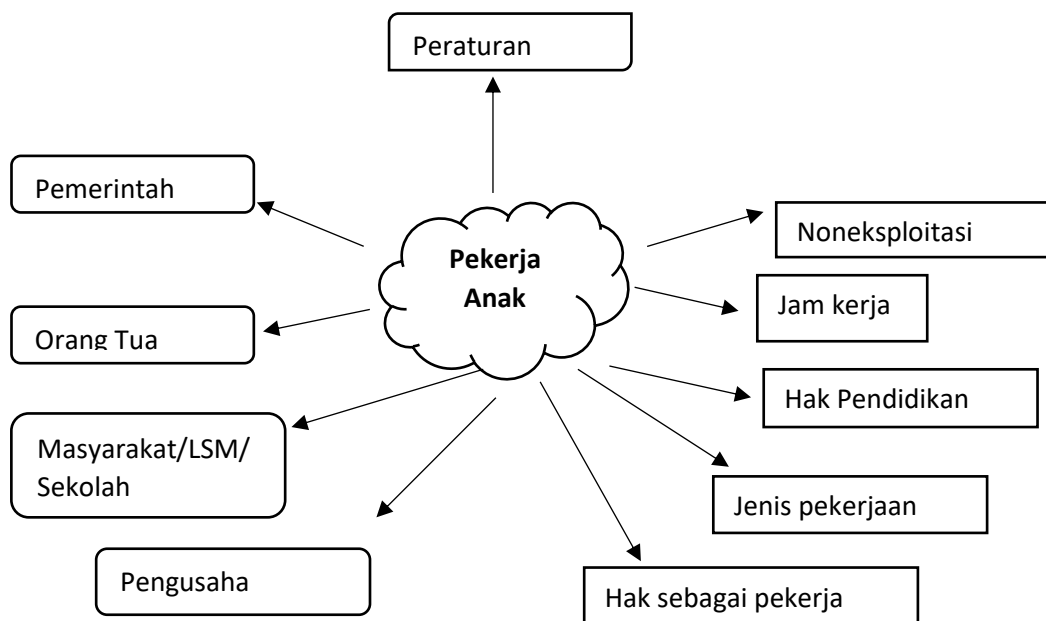 Peraturan
Pemerintah
Noneksploitasi
Pekerja
Anak
Jam kerja
Orang Tua
Hak Pendidikan
Masyarakat/LSM/
Sekolah
Jenis pekerjaan
Pengusaha
Hak sebagai pekerja